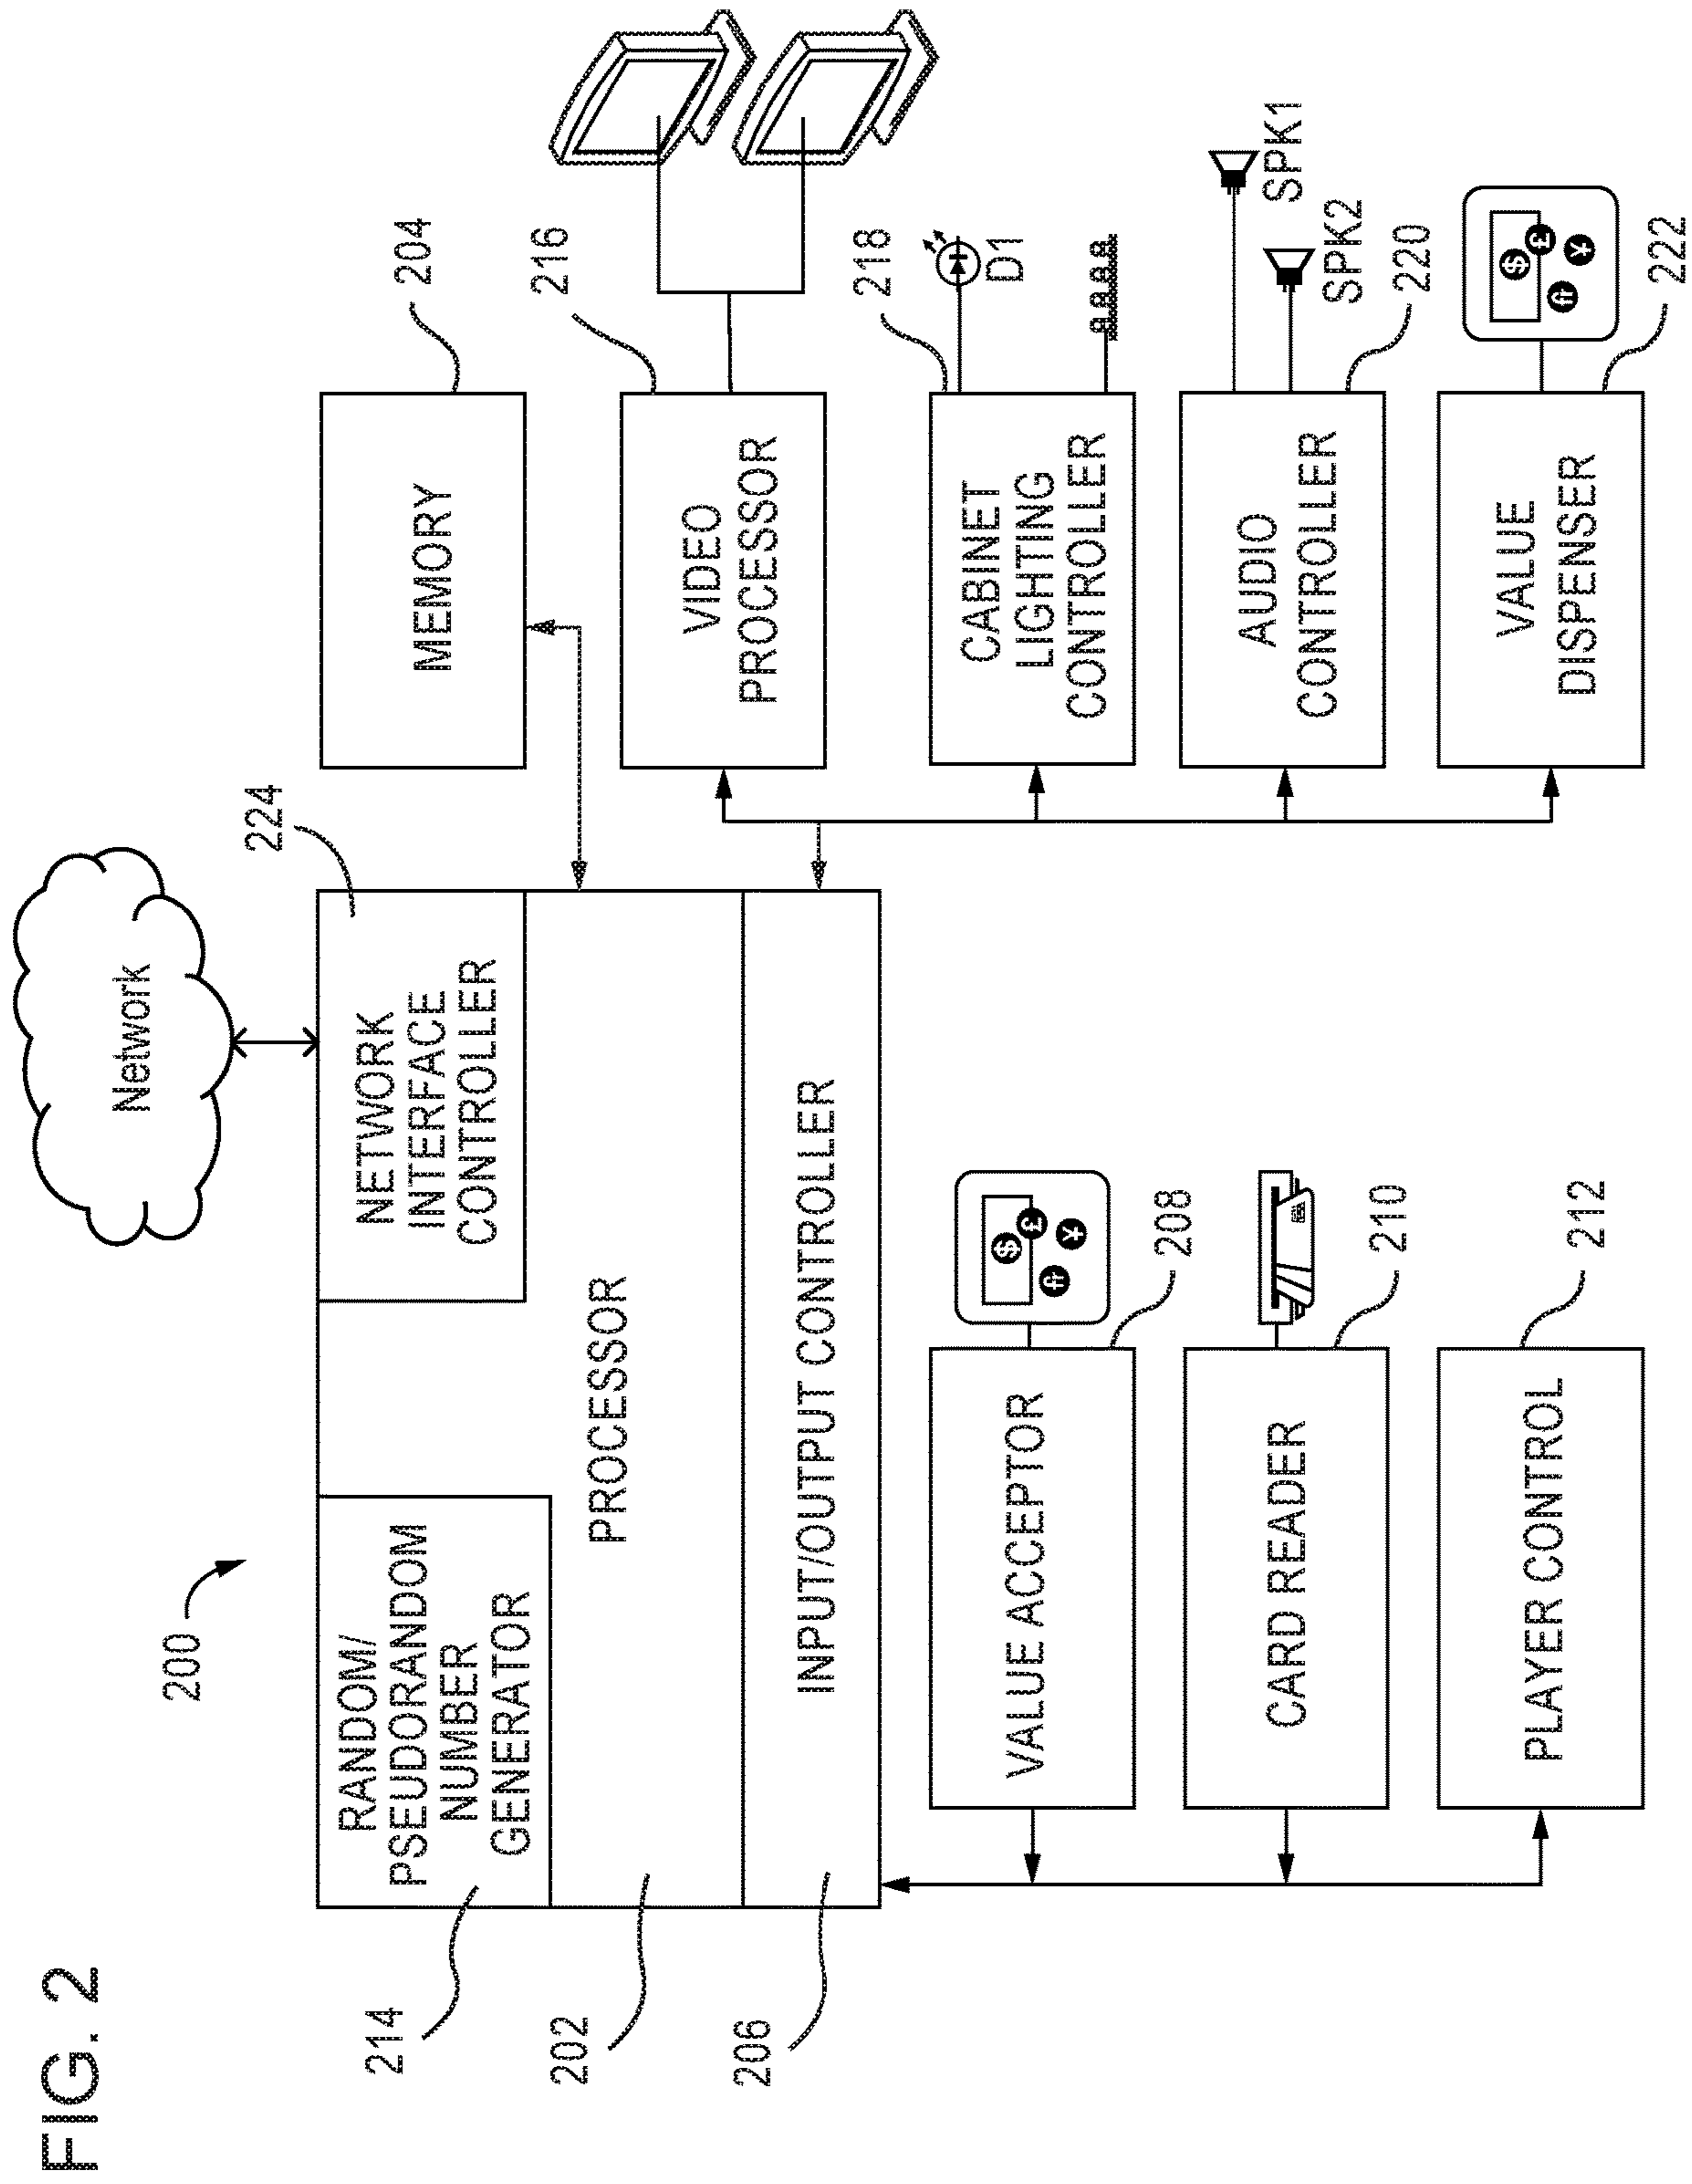 FIG. 2
200
Network
224
214
RANDOM/
PSEUDORANDOM
NUMBER
GENERATOR
NETWORK
INTERFACE
CONTROLLER
202
PROCESSOR
206
INPUT/OUTPUT CONTROLLER
204
MEMORY
216
VIDEO
PROCESSOR
218
D1
CABINET
LIGHTING
CONTROLLER
SPK1
SPK2
220
AUDIO
CONTROLLER
$
£
¥
222
VALUE
DISPENSER
$
£
¥
208
VALUE ACCEPTOR
210
CARD READER
212
PLAYER CONTROL